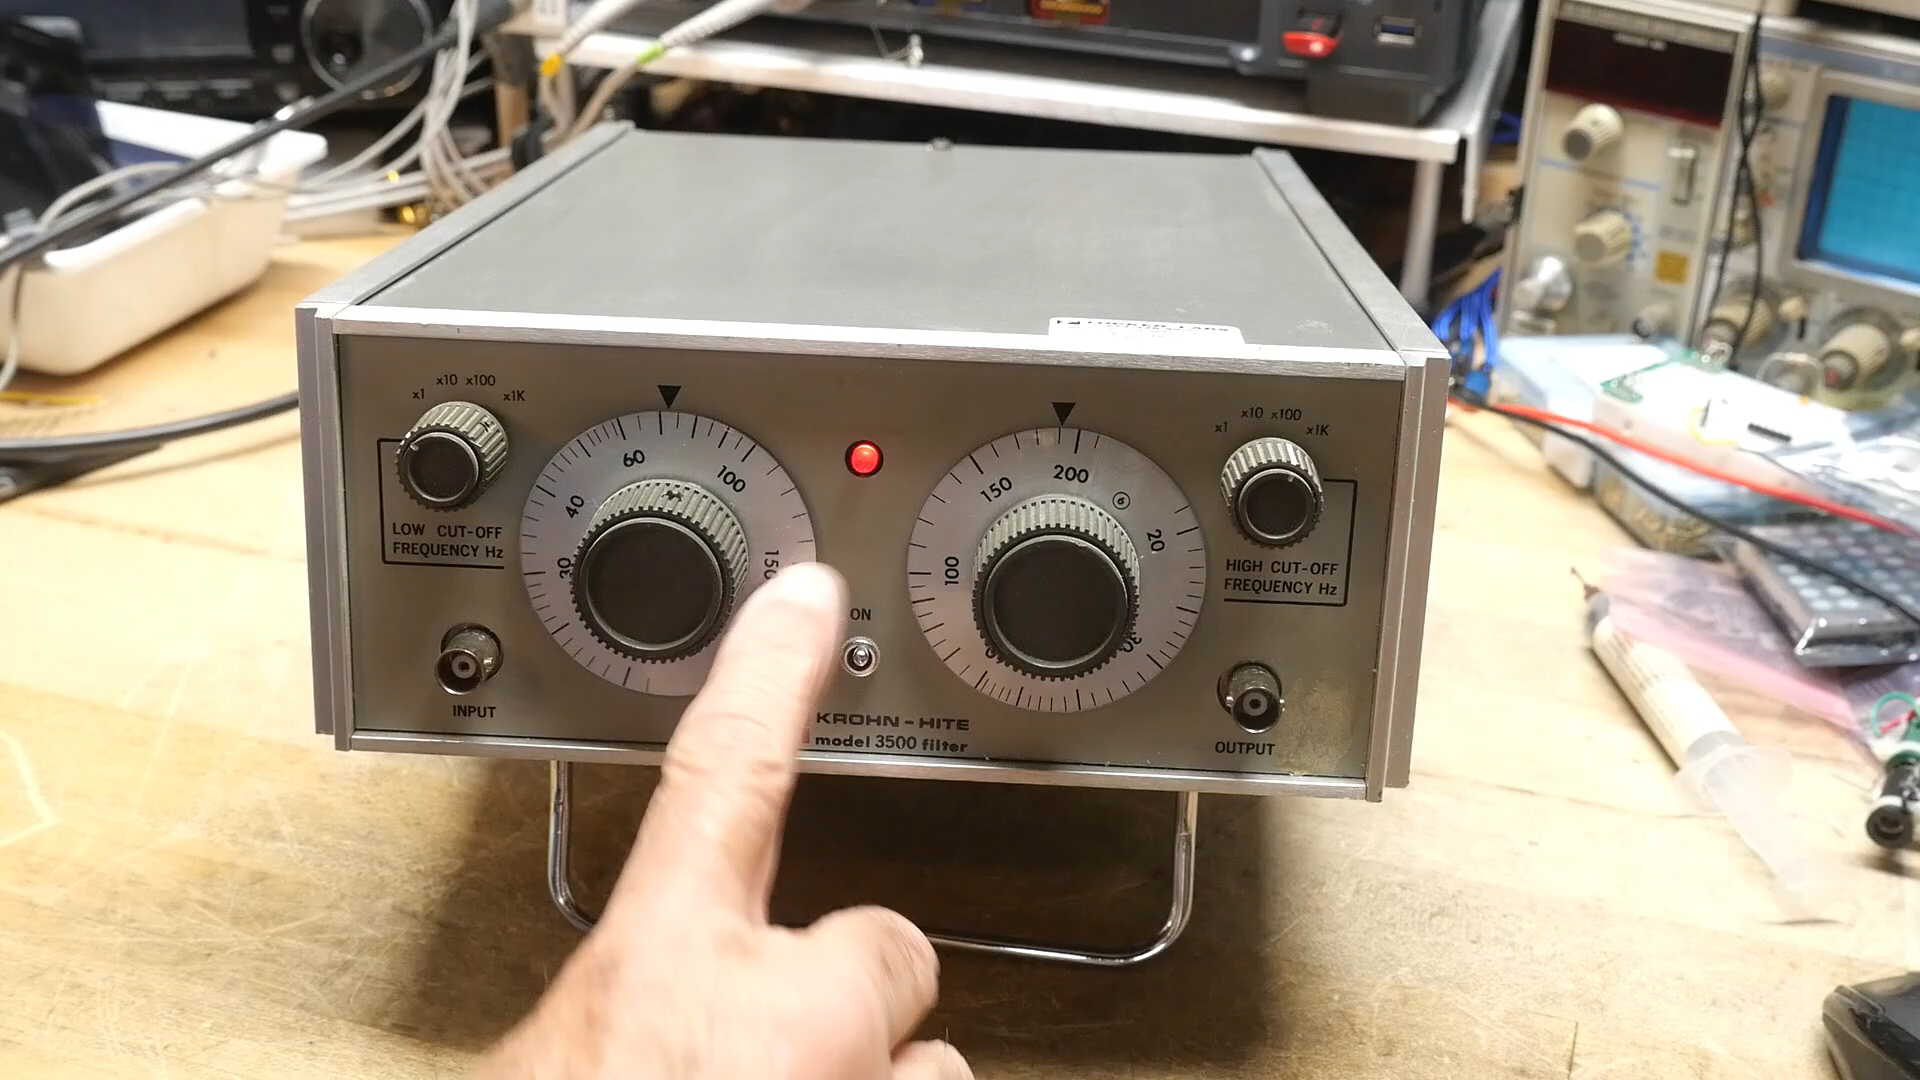 x1 x10 x100 x1K
LOW CUT-OFF
FREQUENCY Hz
INPUT
30 40 60 100 150
ON
KROHN-HITE
model 3500 filter
100 150 200 20 30
x1 x10 x100 x1K
HIGH CUT-OFF
FREQUENCY Hz
OUTPUT